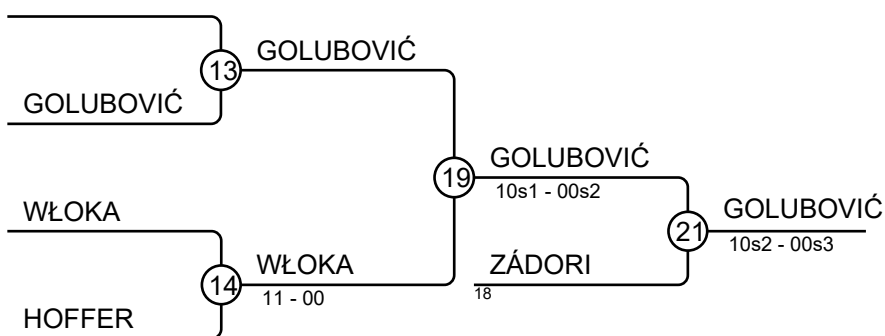 GOLUBOVIĆ
13
GOLUBOVIĆ
WŁOKA
HOFFER
14
WŁOKA
11 - 00
19
GOLUBOVIĆ
10s1 - 00s2
ZÁDORI
18
21
GOLUBOVIĆ
10s2 - 00s3